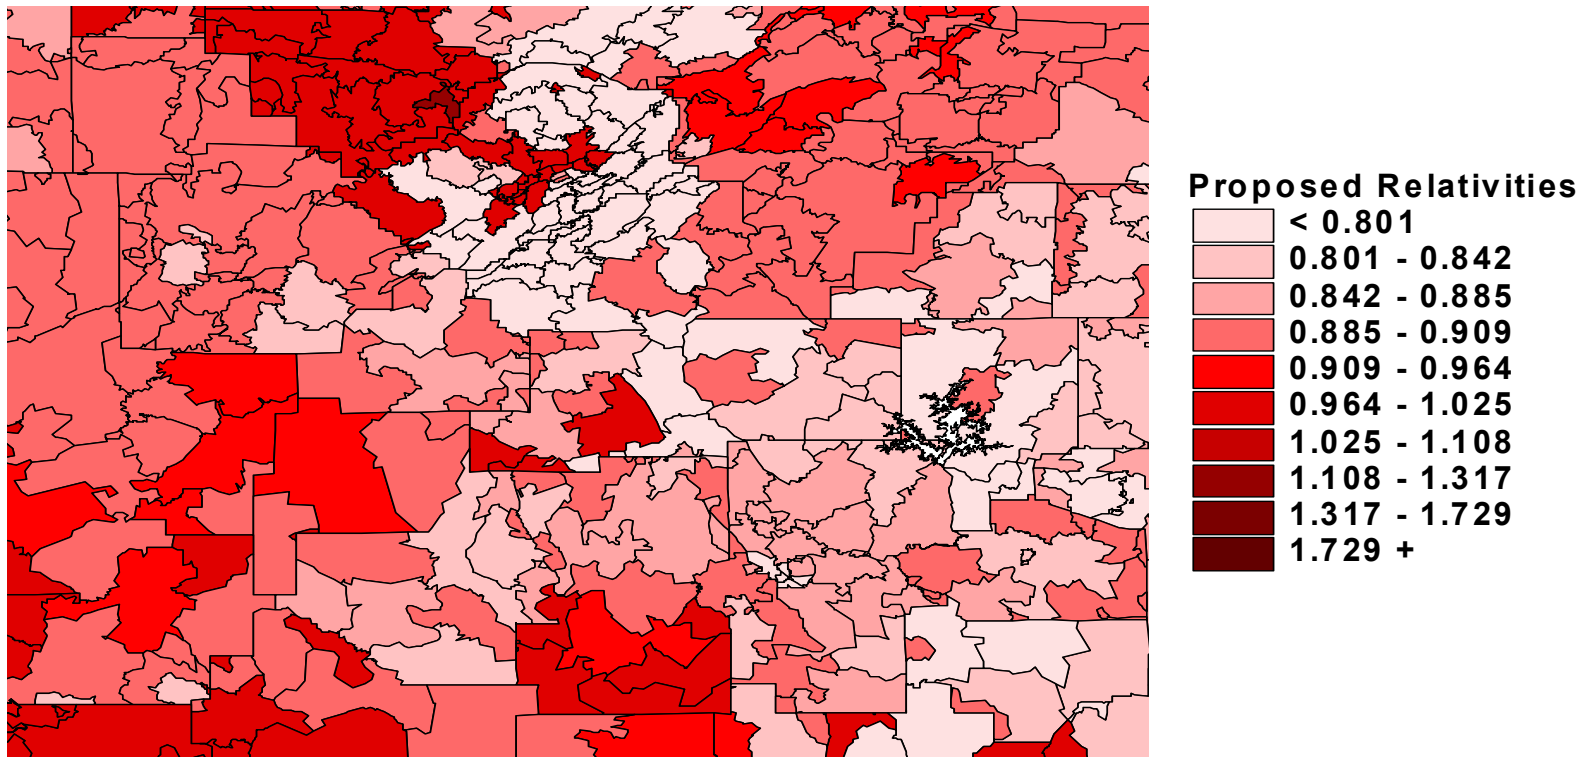 Proposed Relativities
< 0.801
0.801 - 0.842
0.842 - 0.885
0.885 - 0.909
0.909 - 0.964
0.964 - 1.025
1.025 - 1.108
1.108 - 1.317
1.317 - 1.729
1.729 +